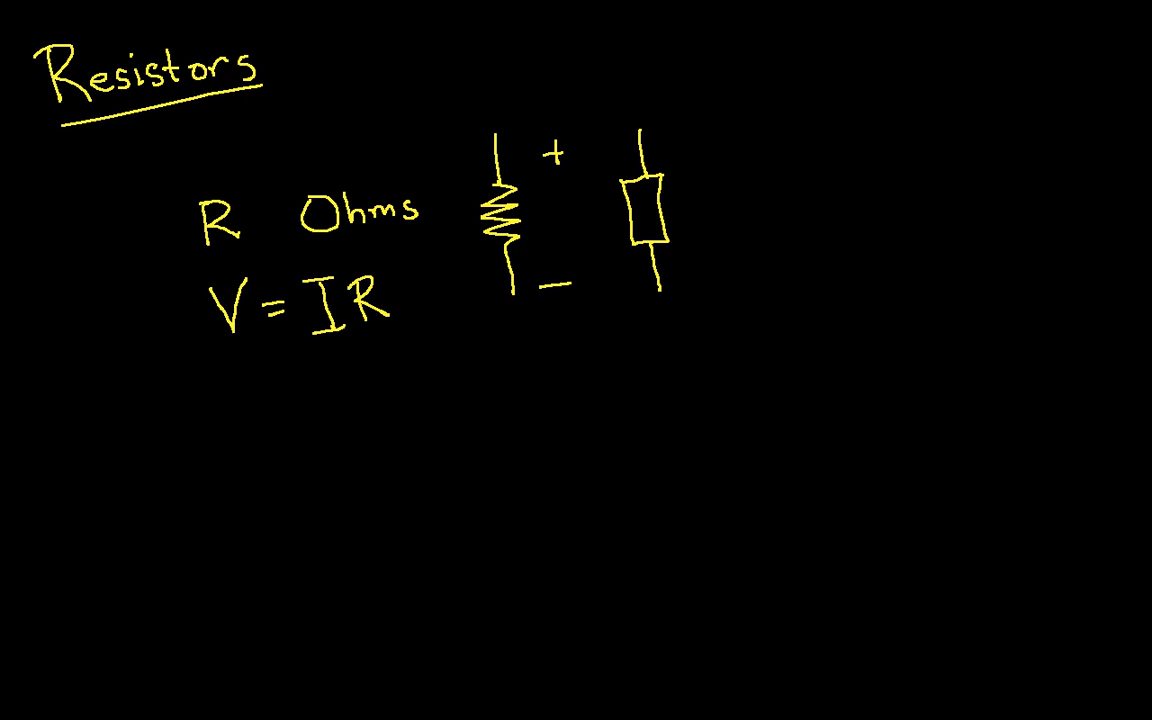 Resistors
R Ohms
V = IR
+
−